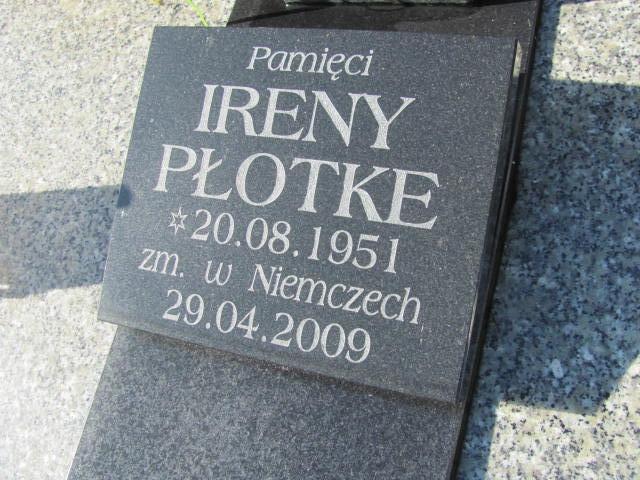 Pamięci
IRENY
PŁOTKE
*20.08.1951
zm. w Niemczech
29.04.2009